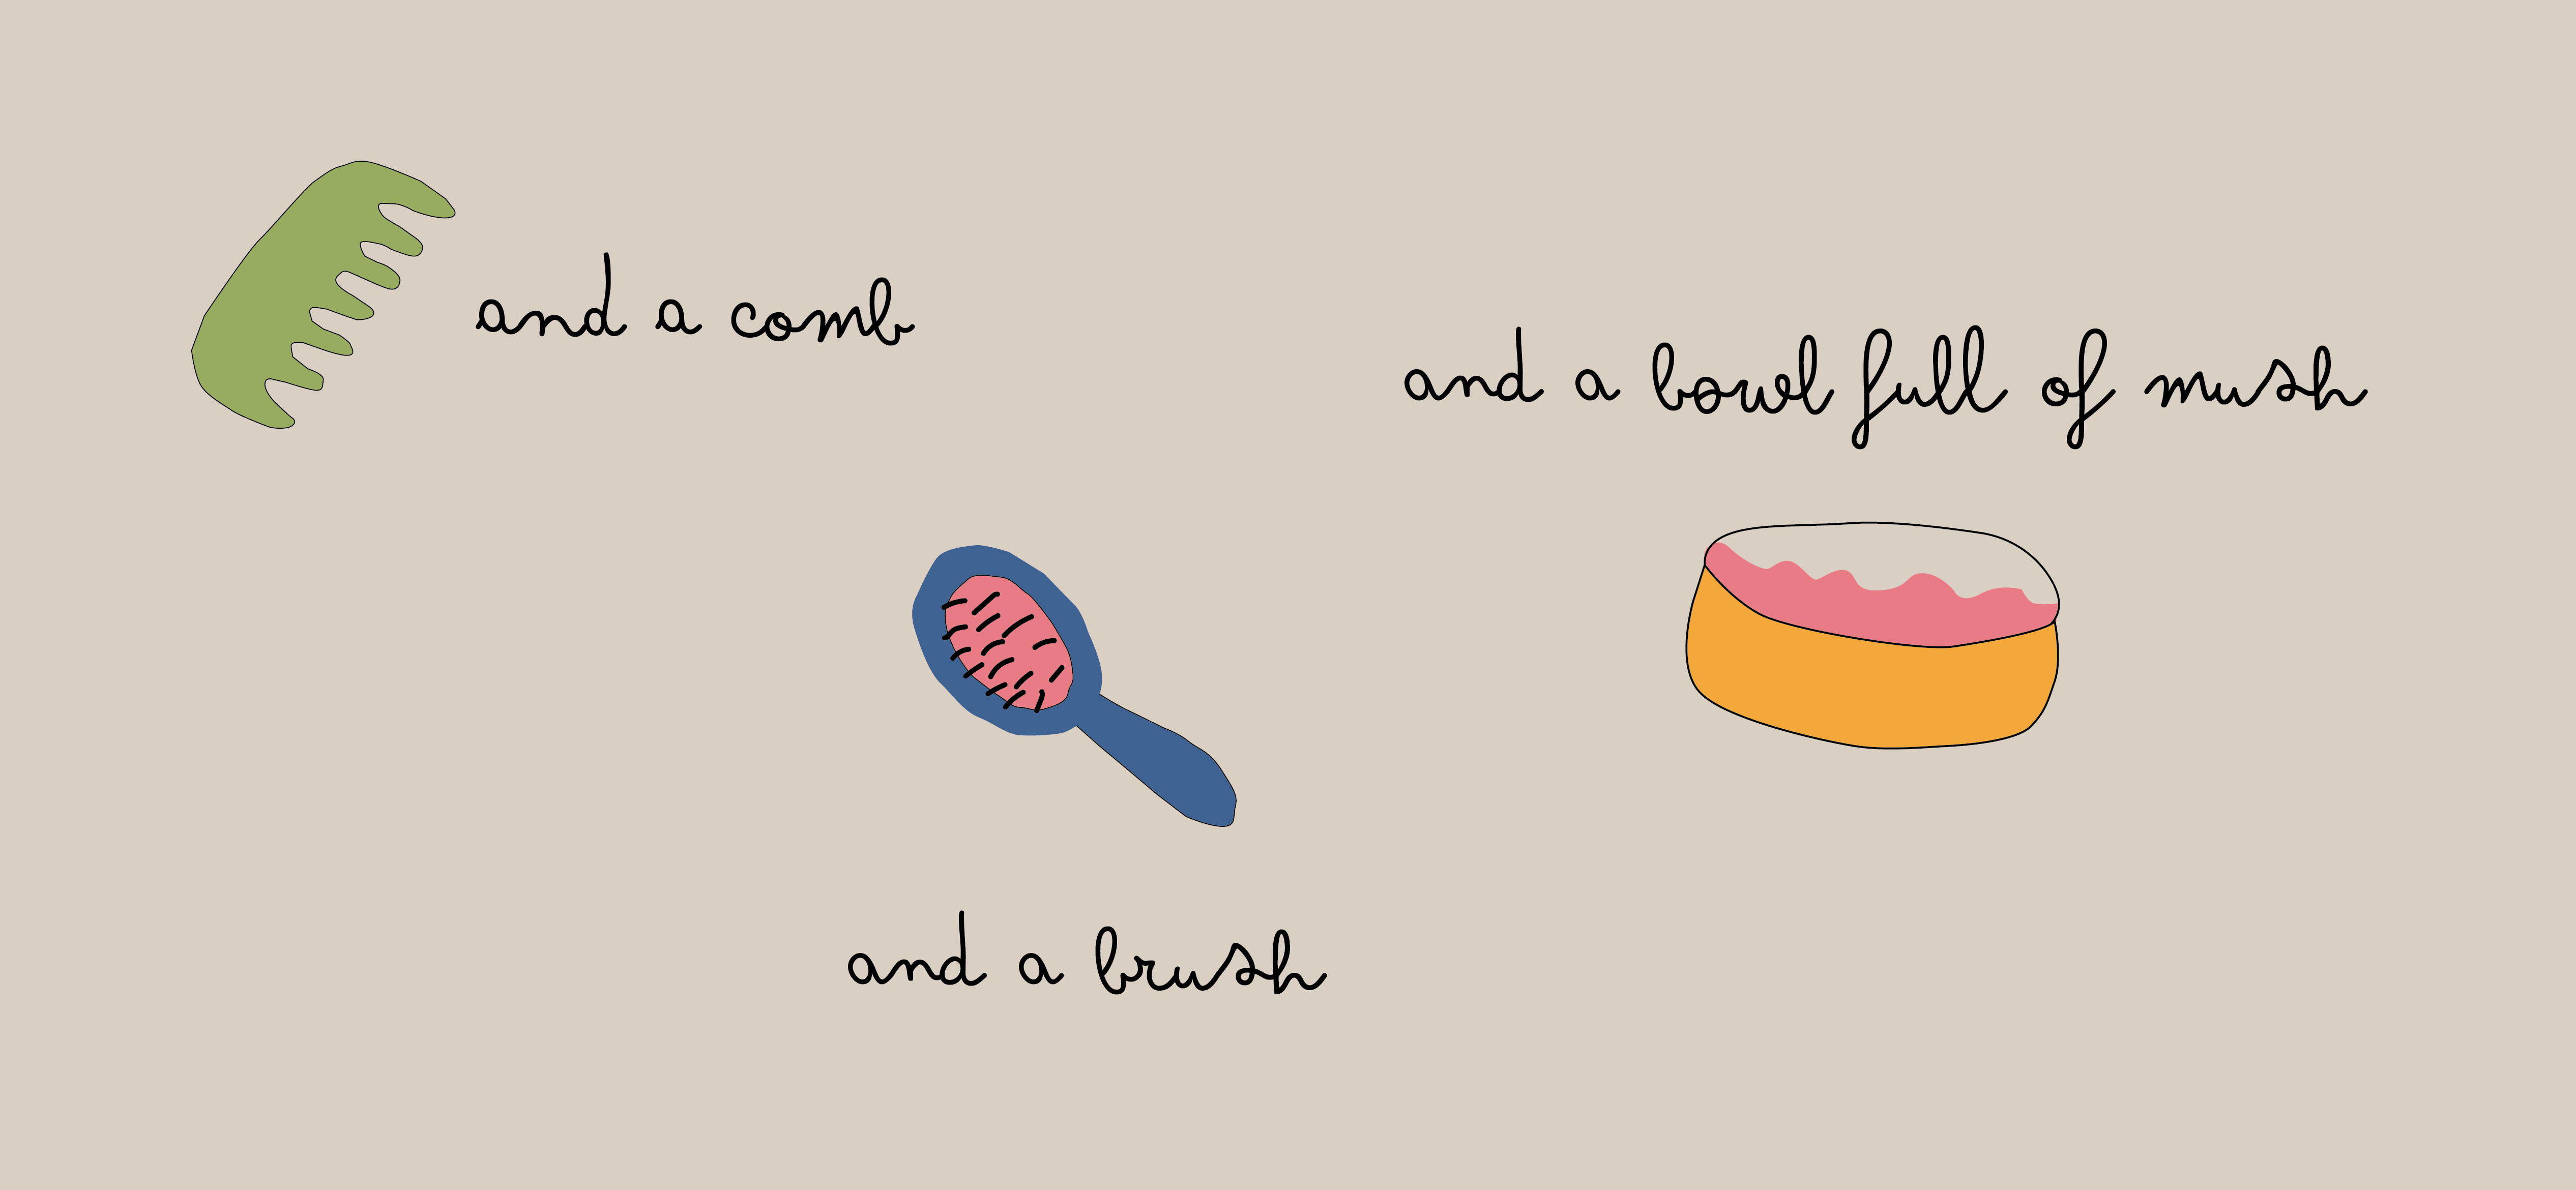 and a comb
and a brush
and a bowl full of mush